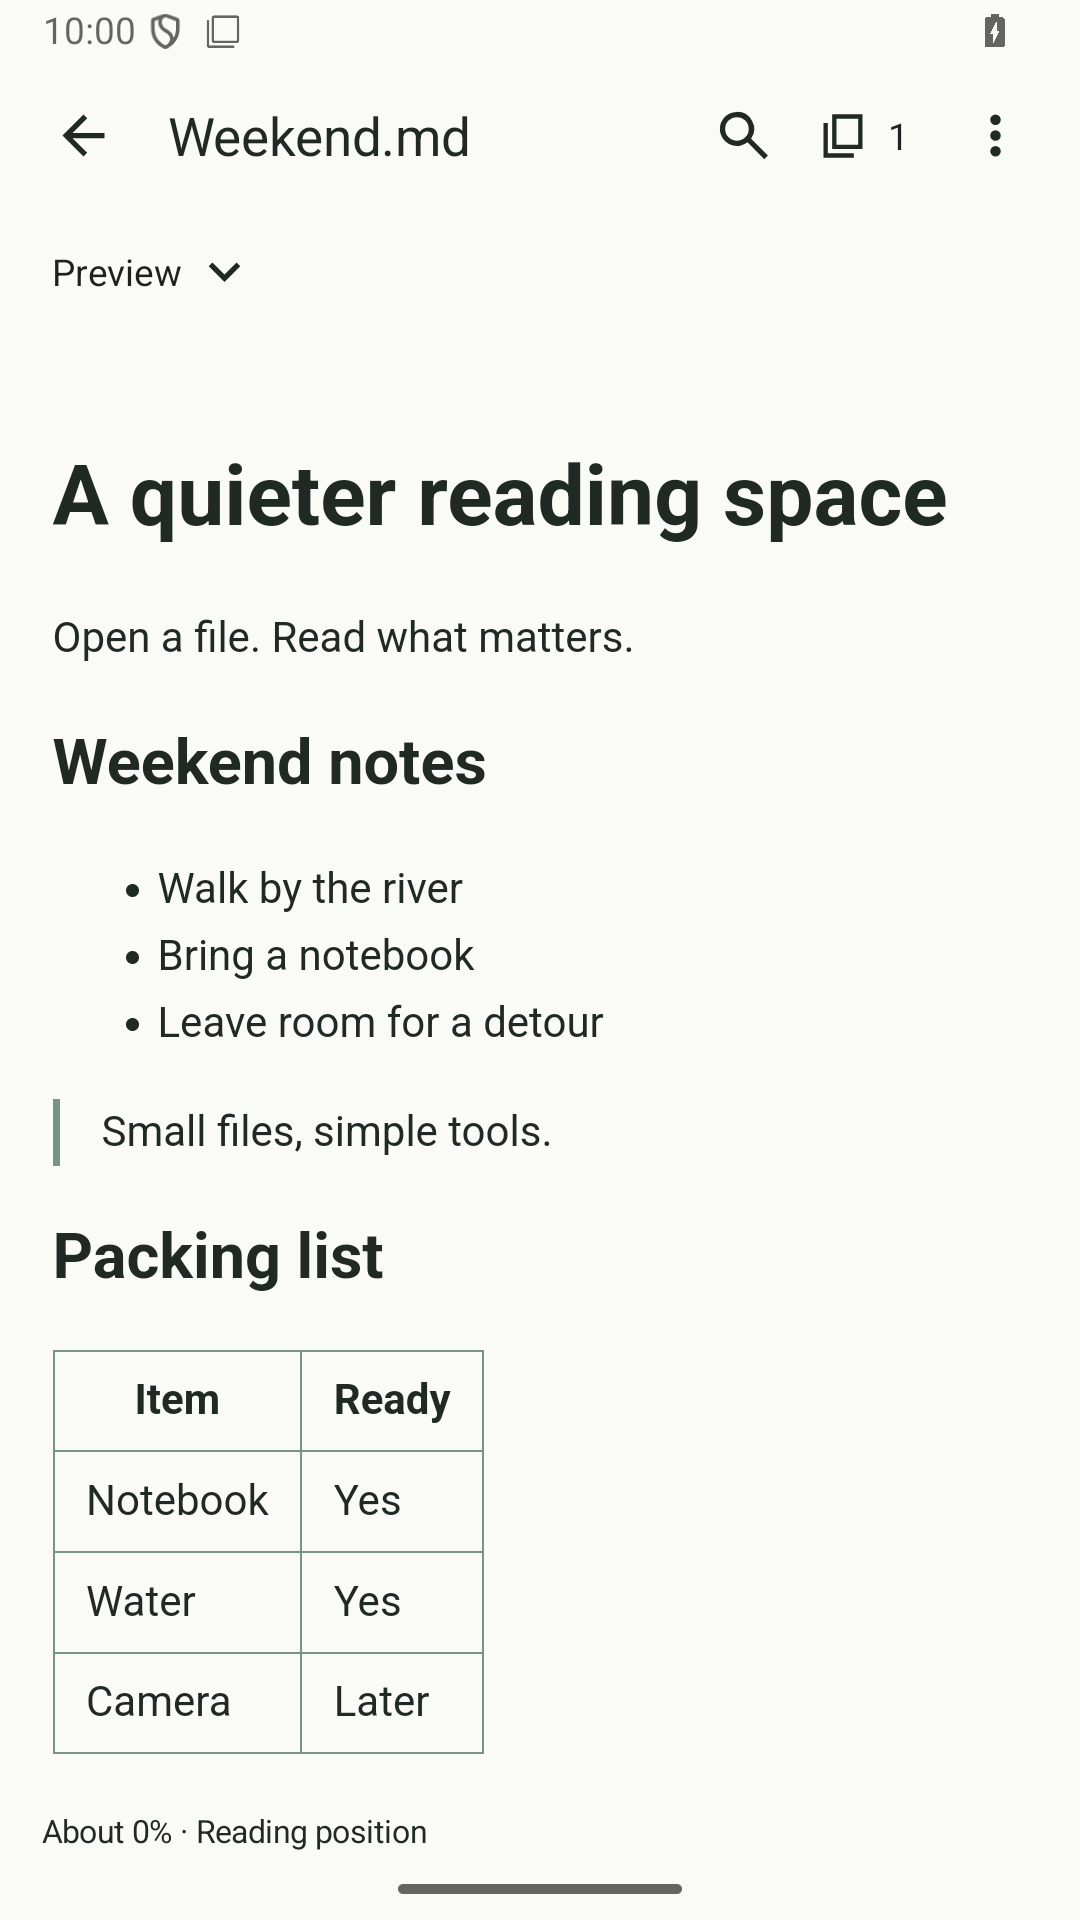 10:00
Weekend.md
1
Preview
A quieter reading space
Open a file. Read what matters.
Weekend notes
• Walk by the river
• Bring a notebook
• Leave room for a detour
Small files, simple tools.
Packing list
Item Ready
Notebook Yes
Water Yes
Camera Later
About 0% · Reading position